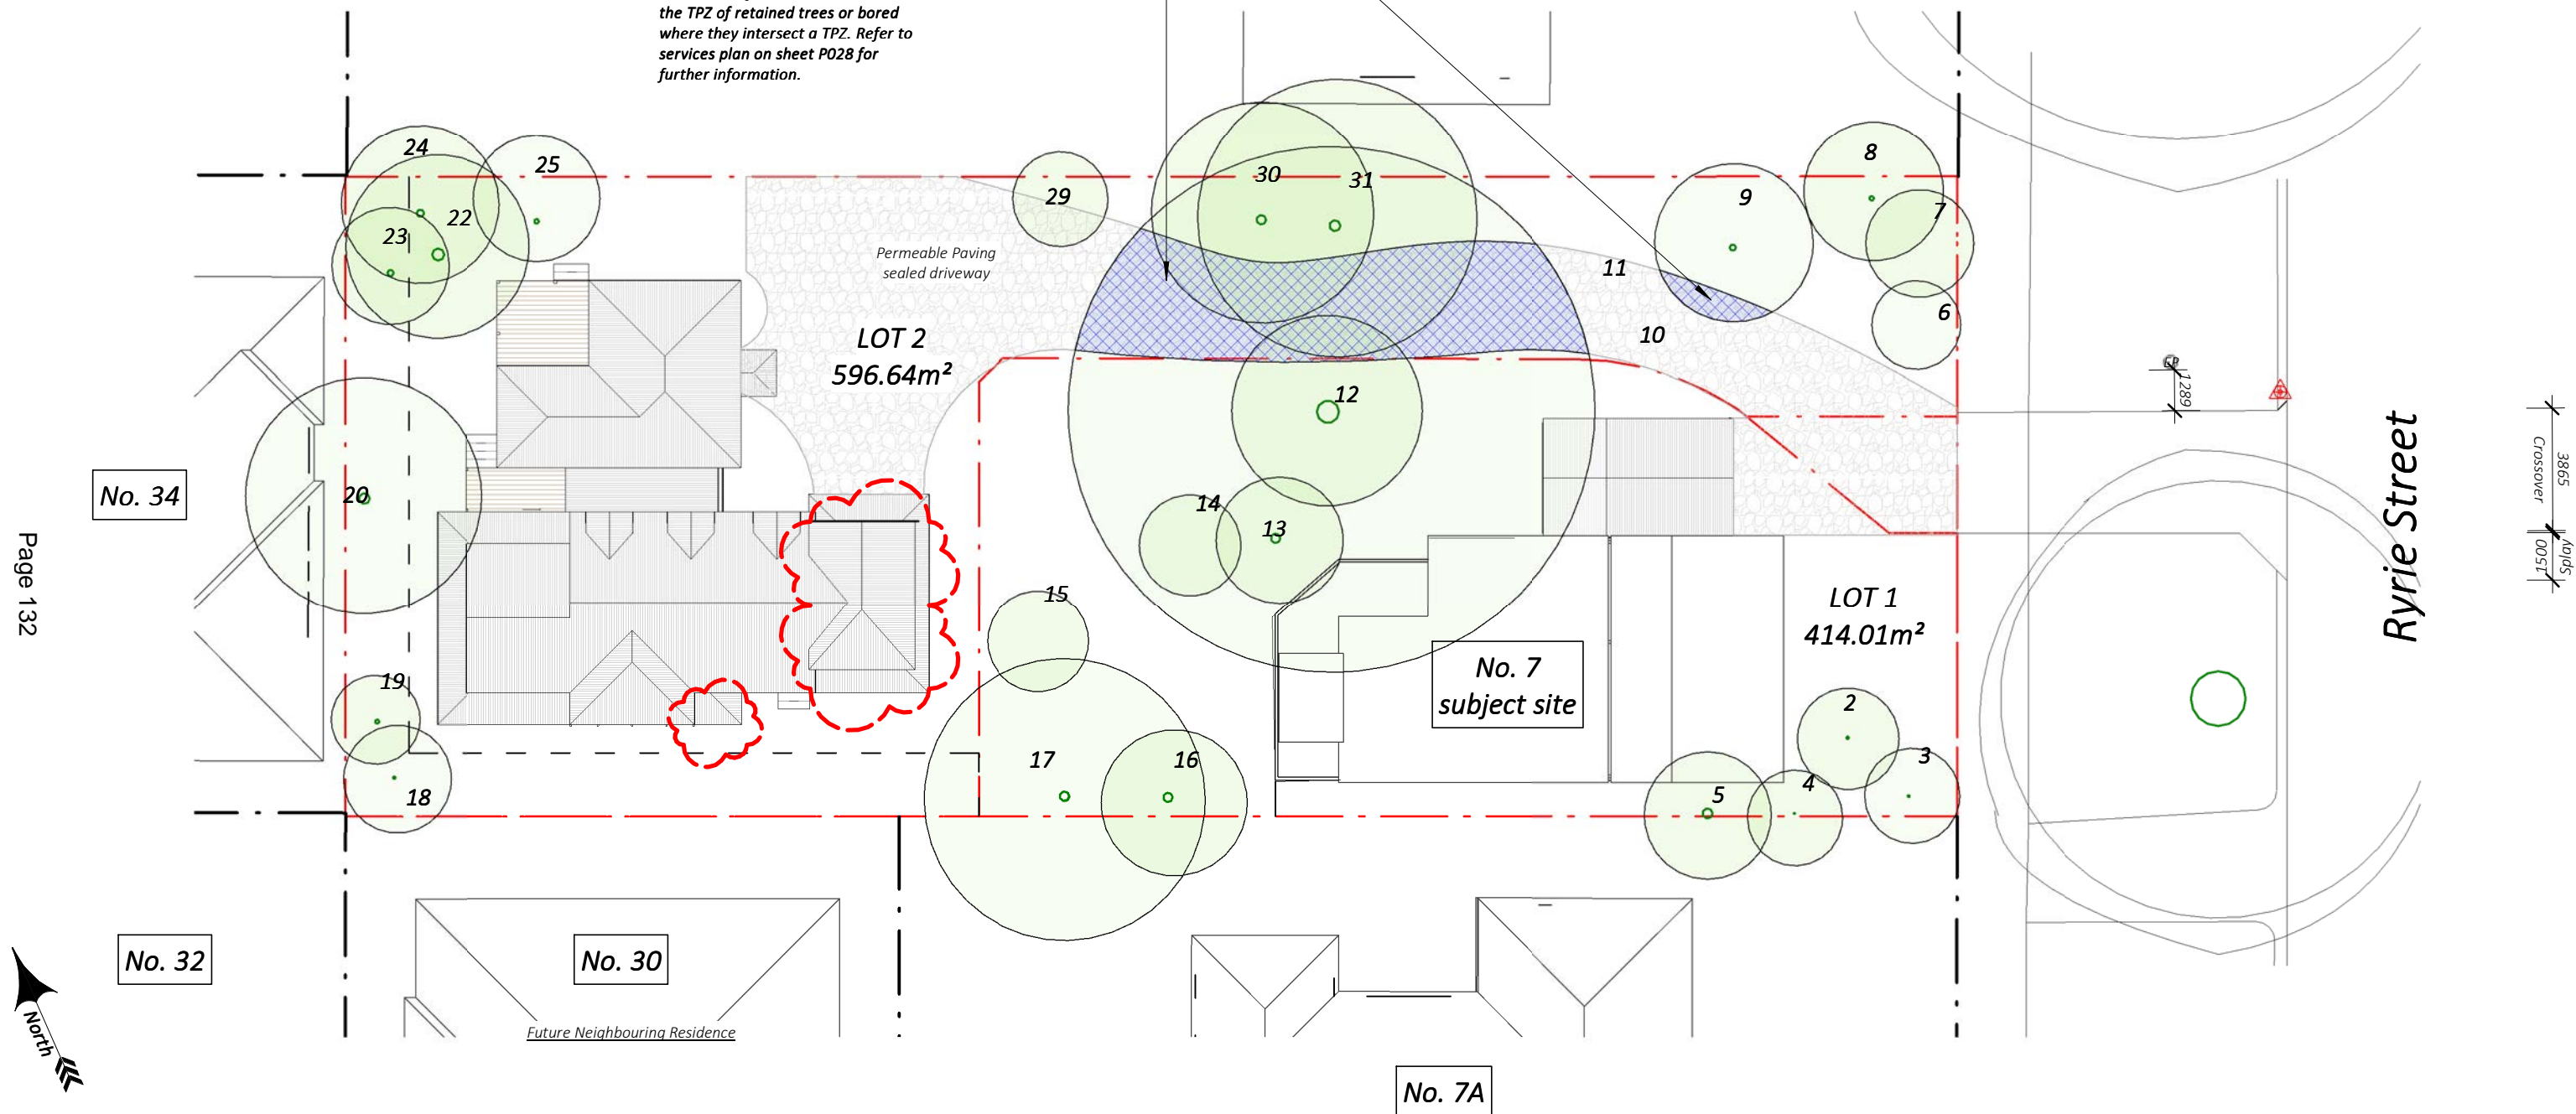 the TPZ of retained trees or bored
where they intersect a TPZ. Refer to
services plan on sheet P028 for
further information.
24
25
22
23
29
30
31
9
8
7
6
Permeable Paving
sealed driveway
11
10
LOT 2
596.64m²
12
1289
3865
Crossover
1500
Splay
Ryrie Street
No. 34
20
14
13
15
LOT 1
414.01m²
No. 7
subject site
19
18
17
16
2
3
4
5
Page 132
No. 32
No. 30
Future Neighbouring Residence
North
No. 7A